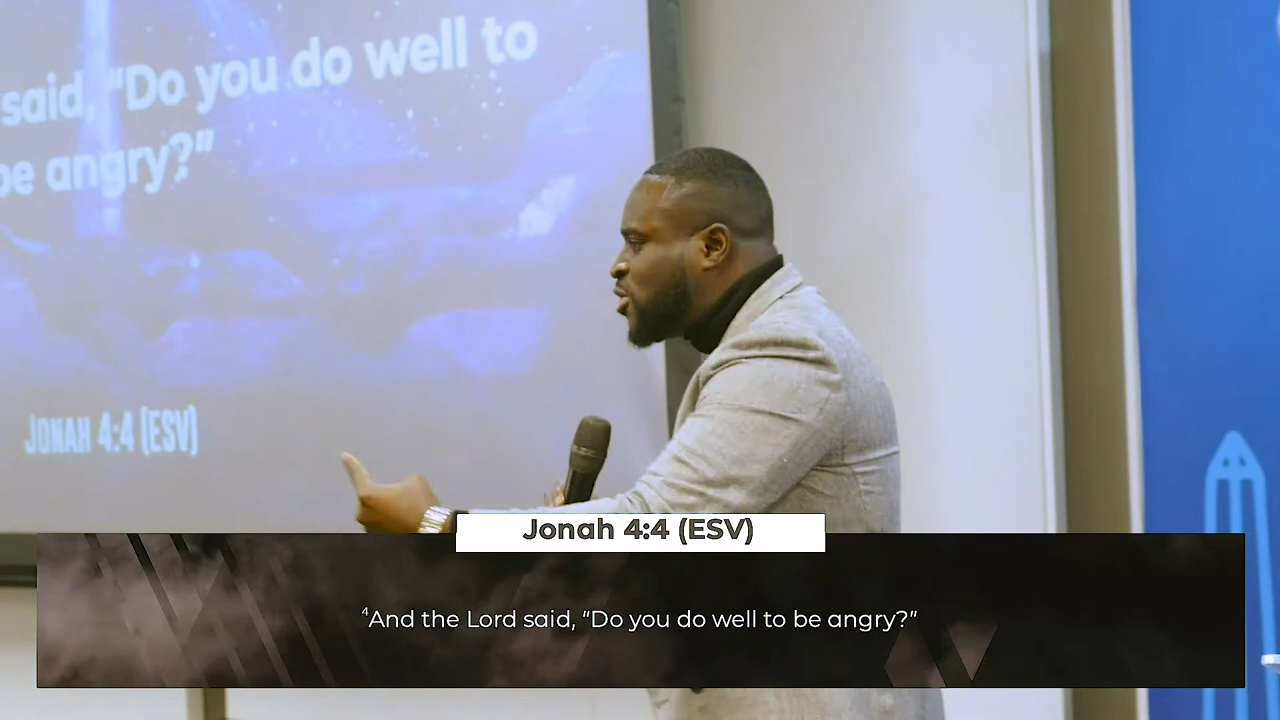 said, "Do you do well to
be angry?"
JONAH 4:4 (ESV)
Jonah 4:4 (ESV)
⁴And the Lord said, “Do you do well to be angry?”